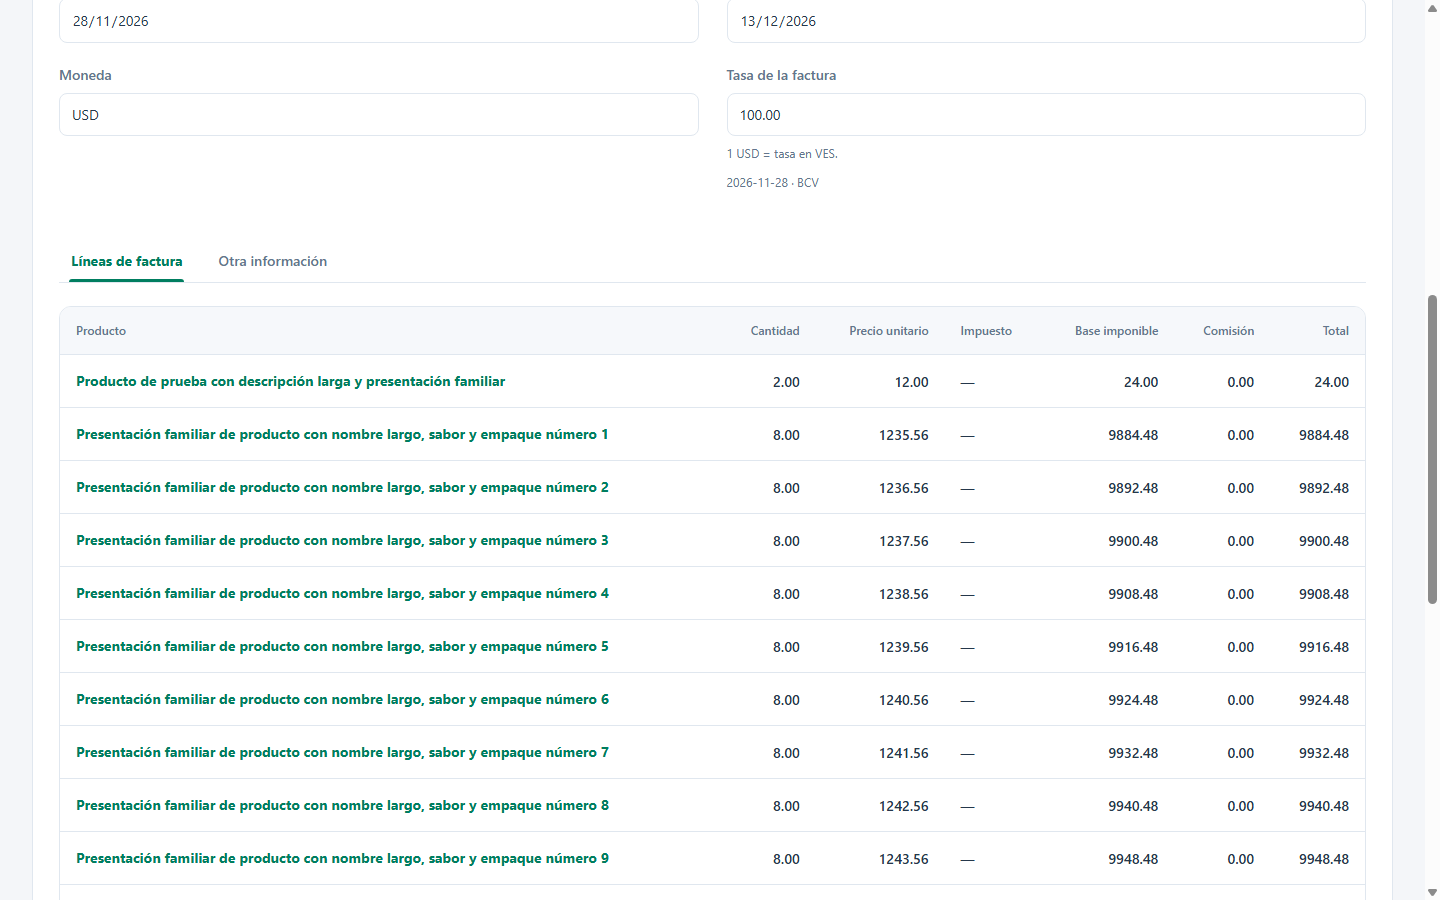 28/11/2026 13/12/2026
Moneda Tasa de la factura
USD 100.00
1 USD = tasa en VES.
2026-11-28 · BCV
Líneas de factura Otra información
Producto Cantidad Precio unitario Impuesto Base imponible Comisión Total
Producto de prueba con descripción larga y presentación familiar 2.00 12.00 — 24.00 0.00 24.00
Presentación familiar de producto con nombre largo, sabor y empaque número 1 8.00 1235.56 — 9884.48 0.00 9884.48
Presentación familiar de producto con nombre largo, sabor y empaque número 2 8.00 1236.56 — 9892.48 0.00 9892.48
Presentación familiar de producto con nombre largo, sabor y empaque número 3 8.00 1237.56 — 9900.48 0.00 9900.48
Presentación familiar de producto con nombre largo, sabor y empaque número 4 8.00 1238.56 — 9908.48 0.00 9908.48
Presentación familiar de producto con nombre largo, sabor y empaque número 5 8.00 1239.56 — 9916.48 0.00 9916.48
Presentación familiar de producto con nombre largo, sabor y empaque número 6 8.00 1240.56 — 9924.48 0.00 9924.48
Presentación familiar de producto con nombre largo, sabor y empaque número 7 8.00 1241.56 — 9932.48 0.00 9932.48
Presentación familiar de producto con nombre largo, sabor y empaque número 8 8.00 1242.56 — 9940.48 0.00 9940.48
Presentación familiar de producto con nombre largo, sabor y empaque número 9 8.00 1243.56 — 9948.48 0.00 9948.48